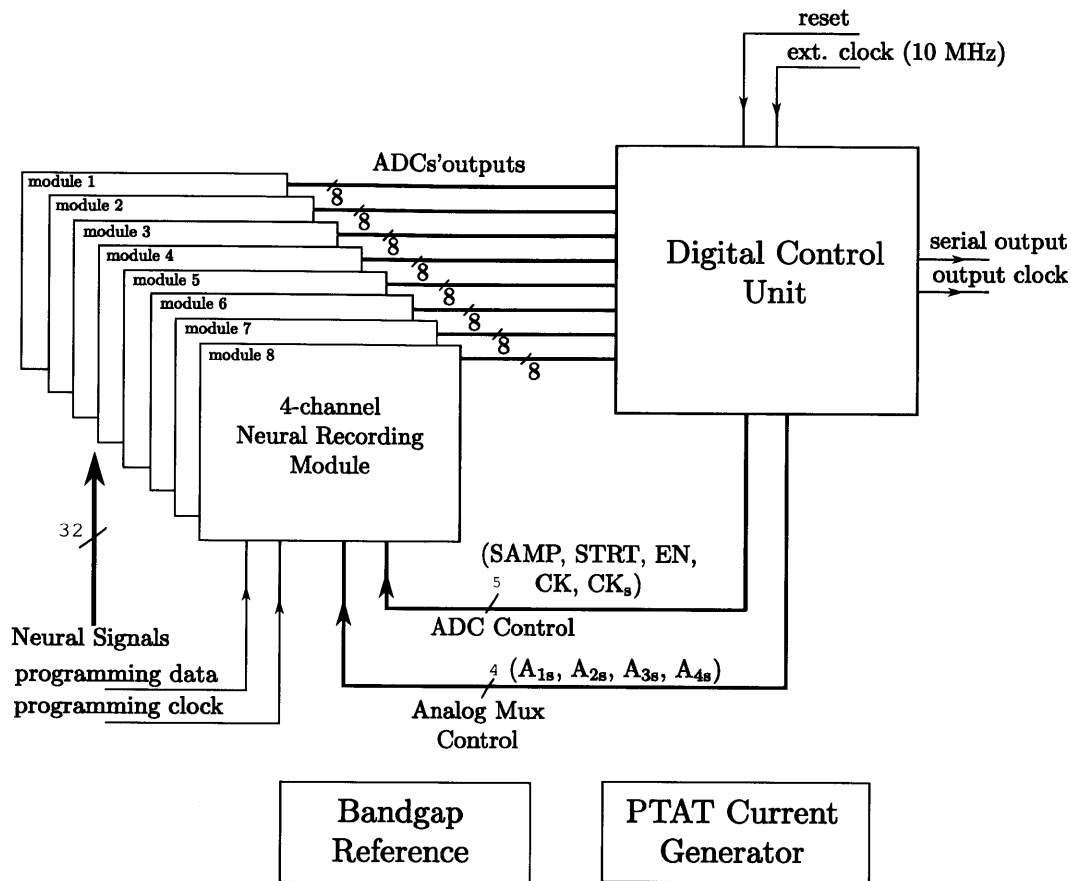 reset
ext. clock (10 MHz)
ADCs'outputs
module 1
8
module 2
8
module 3
8
module 4
8
module 5
8
module 6
8
module 7
8
module 8
8
4-channel
Neural Recording
Module
Digital Control
Unit
serial output
output clock
32
Neural Signals
programming data
programming clock
(SAMP, STRT, EN,
CK, CKs)
5
ADC Control
4 (A1s, A2s, A3s, A4s)
Analog Mux
Control
Bandgap
Reference
PTAT Current
Generator